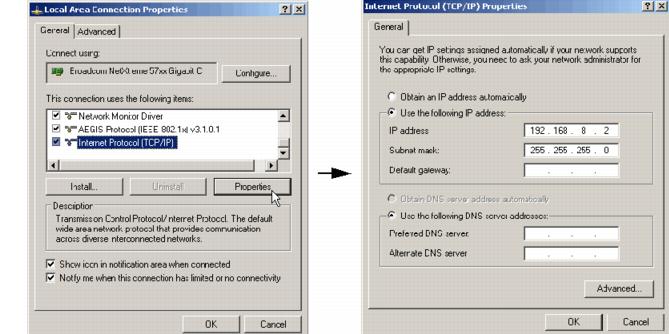 Local Area Connection Properties
General Advanced
Connect using:
Broadcom NetXtreme 57xx Gigabit C
Configure...
This connection uses the following items:
Network Monitor Driver
AEGIS Protocol (IEEE 802.1x) v3.1.0.1
Internet Protocol (TCP/IP)
Install... Uninstall Properties
Description
Transmission Control Protocol/Internet Protocol. The default
wide area network protocol that provides communication
across diverse interconnected networks.
Show icon in notification area when connected
Notify me when this connection has limited or no connectivity
OK Cancel
Internet Protocol (TCP/IP) Properties
General
You can get IP settings assigned automatically if your network supports
this capability. Otherwise, you need to ask your network administrator for
the appropriate IP settings.
Obtain an IP address automatically
Use the following IP address:
IP address 192 . 168 . 8 . 2
Subnet mask: 255 . 255 . 255 . 0
Default gateway: . . .
Obtain DNS server address automatically
Use the following DNS server addresses:
Preferred DNS server: . . .
Alternate DNS server . . .
Advanced...
OK Cancel